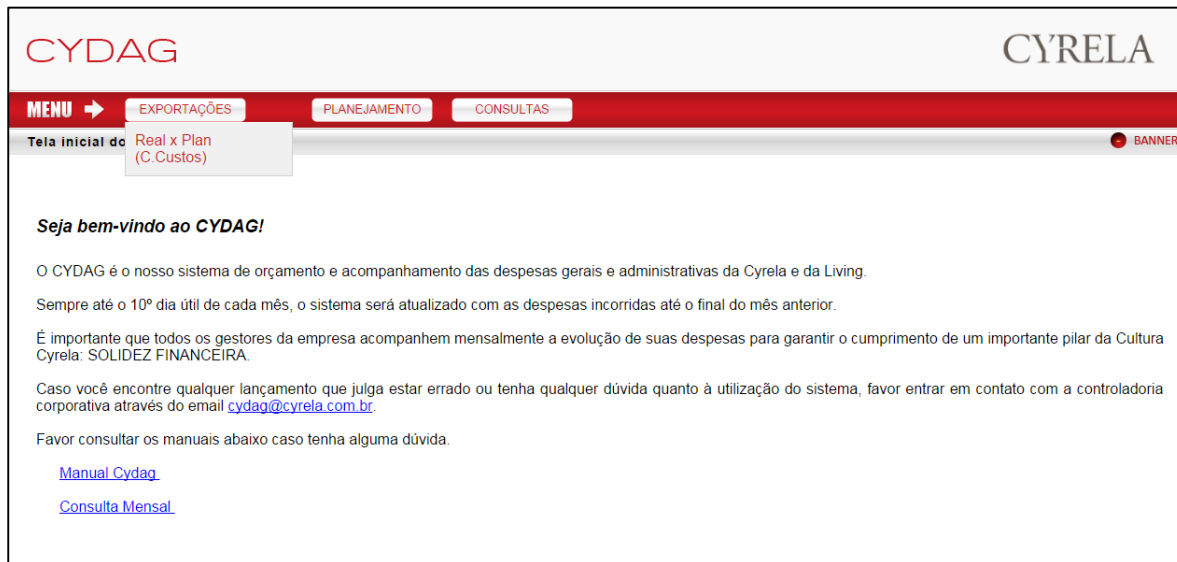 CYDAG
CYRELA
MENU
EXPORTAÇÕES
PLANEJAMENTO
CONSULTAS
Real x Plan
(C.Custos)
Tela inicial do
BANNER
Seja bem-vindo ao CYDAG!
O CYDAG é o nosso sistema de orçamento e acompanhamento das despesas gerais e administrativas da Cyrela e da Living.
Sempre até o 10º dia útil de cada mês, o sistema será atualizado com as despesas incorridas até o final do mês anterior.
É importante que todos os gestores da empresa acompanhem mensalmente a evolução de suas despesas para garantir o cumprimento de um importante pilar da Cultura
Cyrela: SOLIDEZ FINANCEIRA.
Caso você encontre qualquer lançamento que julga estar errado ou tenha qualquer dúvida quanto à utilização do sistema, favor entrar em contato com a controladoria
corporativa através do email cydag@cyrela.com.br.
Favor consultar os manuais abaixo caso tenha alguma dúvida.
Manual Cydag
Consulta Mensal